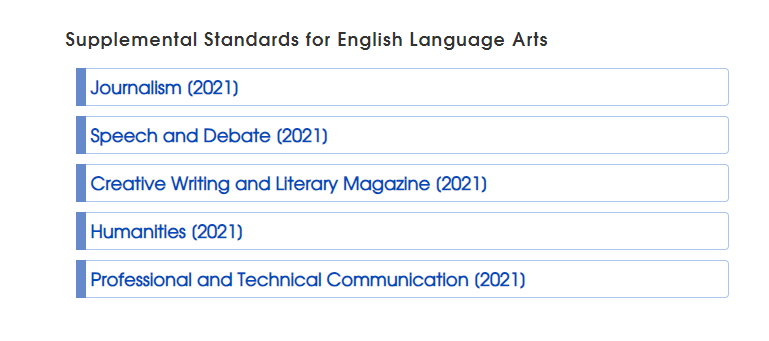 Supplemental Standards for English Language Arts
Journalism (2021)
Speech and Debate (2021)
Creative Writing and Literary Magazine (2021)
Humanities (2021)
Professional and Technical Communication (2021)